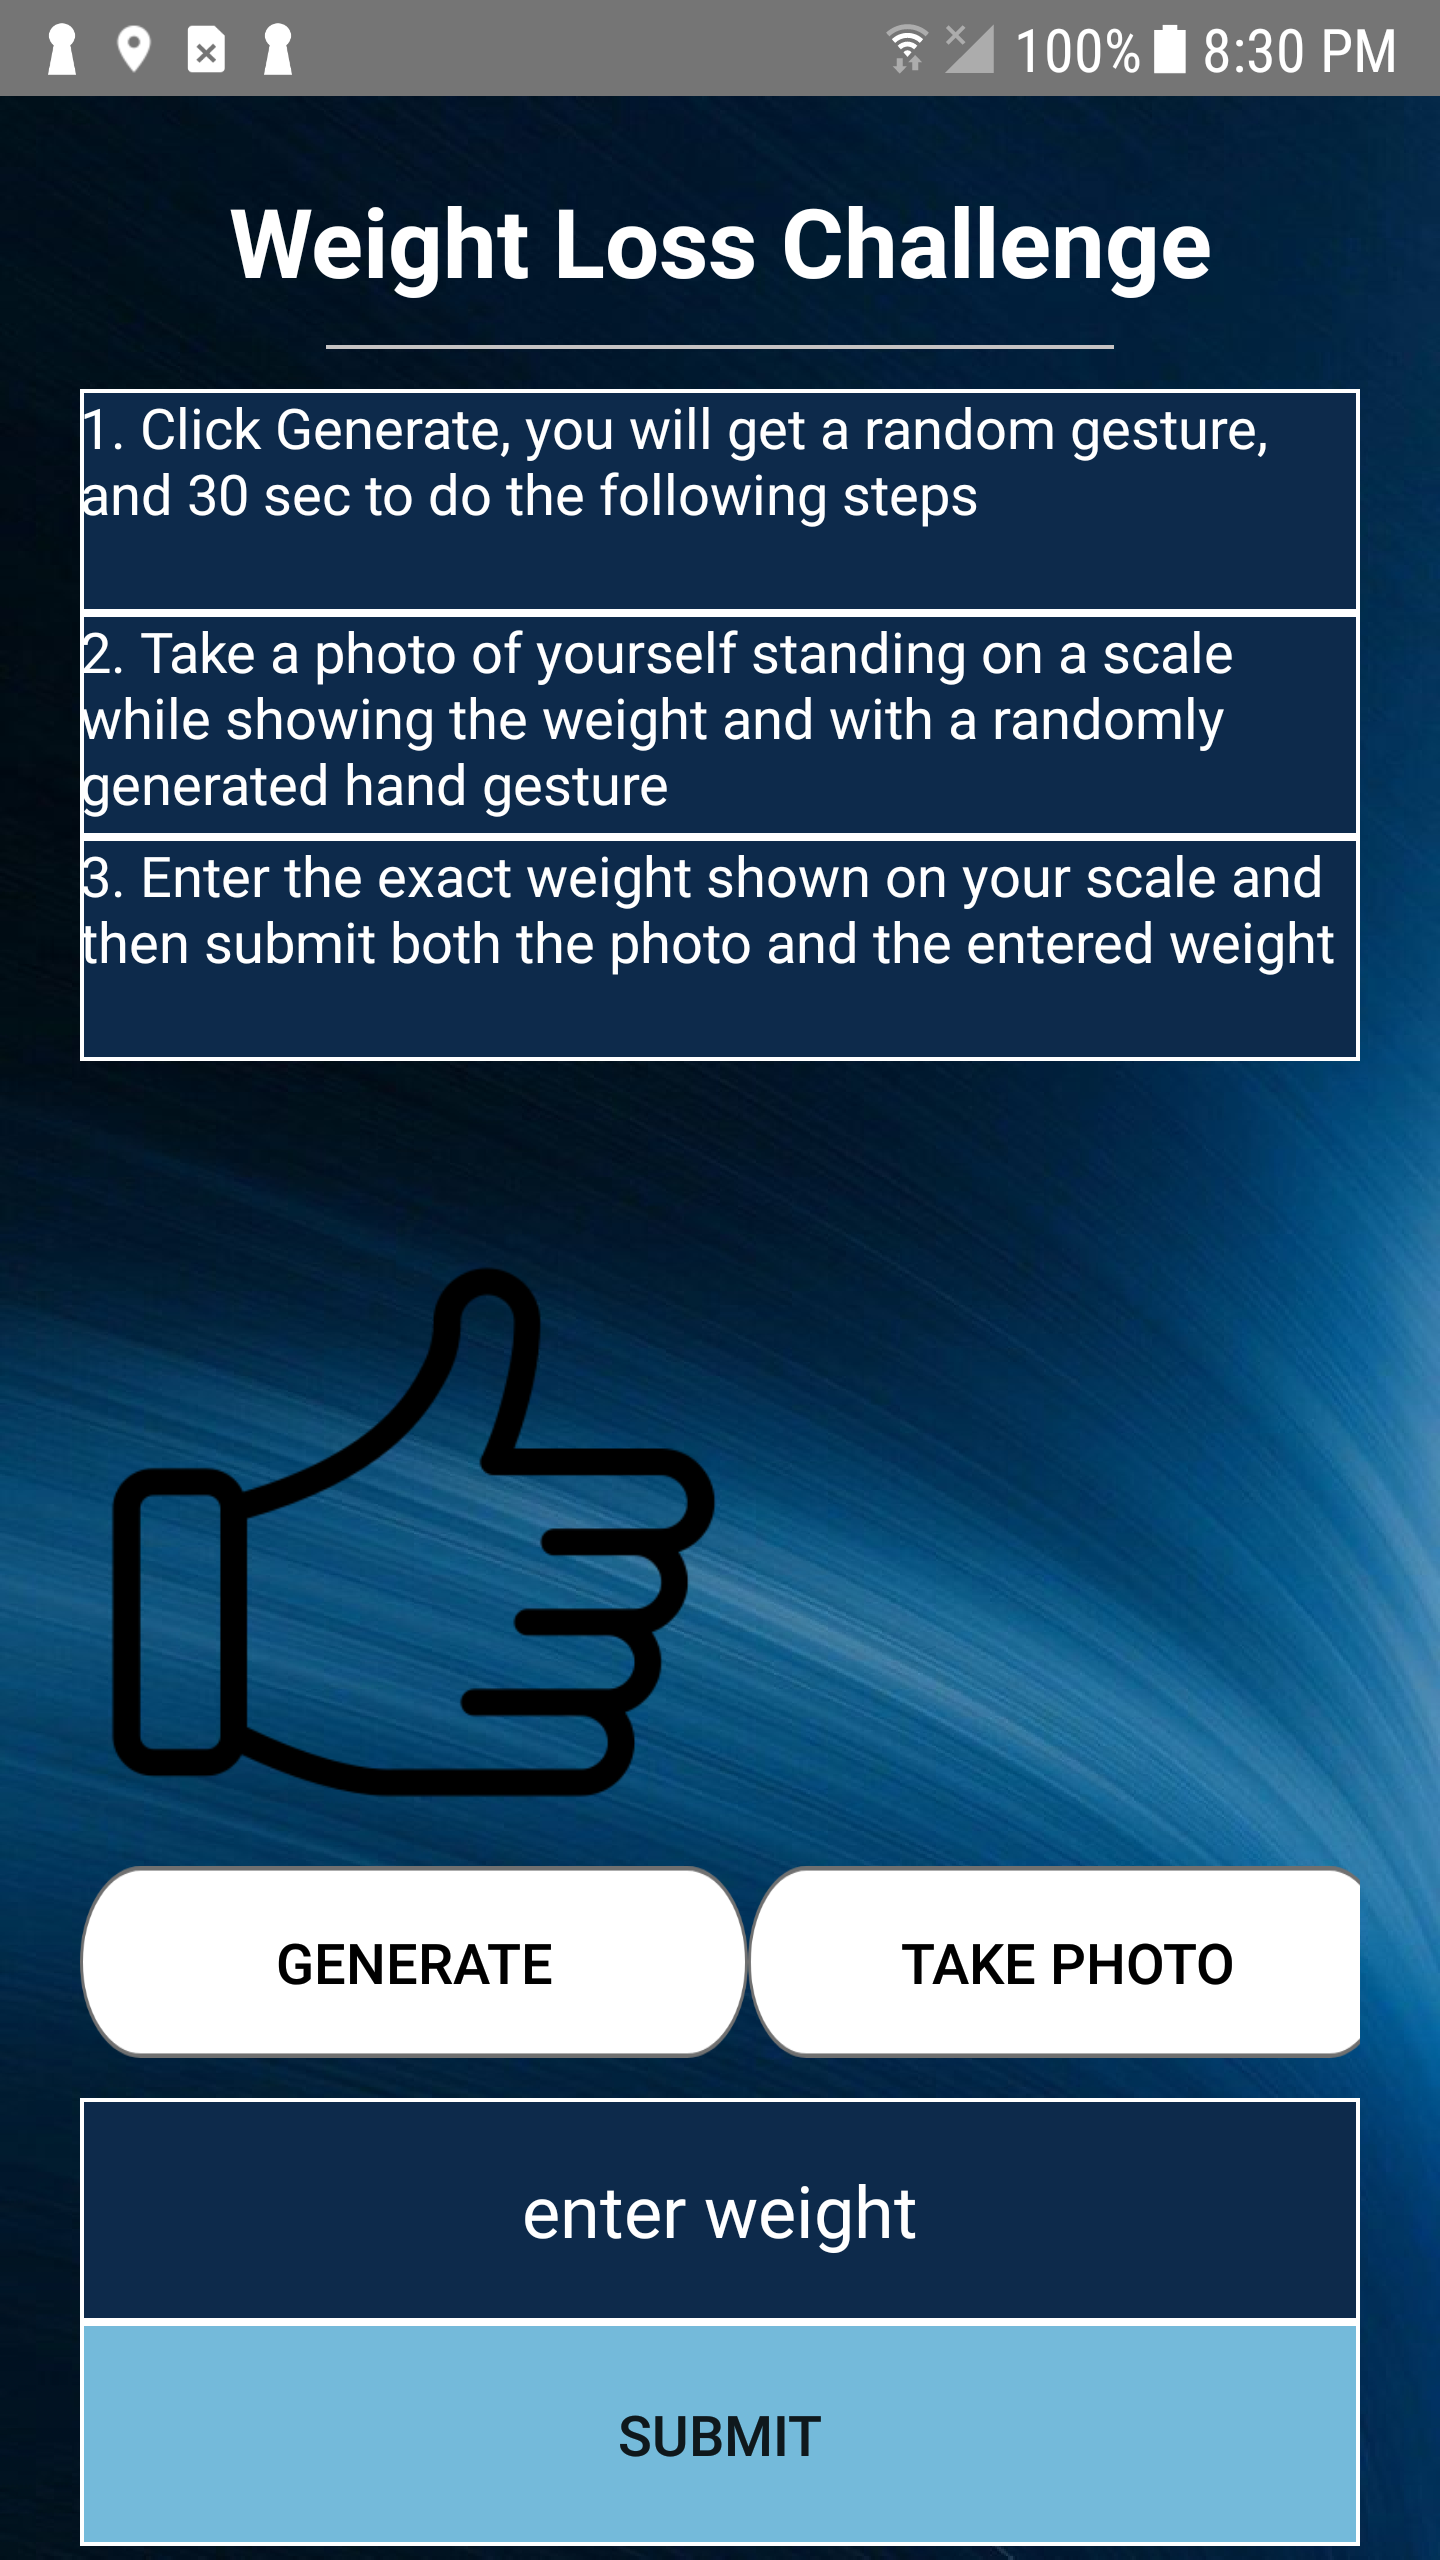 100% 8:30 PM
Weight Loss Challenge
1. Click Generate, you will get a random gesture,
and 30 sec to do the following steps
2. Take a photo of yourself standing on a scale
while showing the weight and with a randomly
generated hand gesture
3. Enter the exact weight shown on your scale and
then submit both the photo and the entered weight
GENERATE
TAKE PHOTO
enter weight
SUBMIT